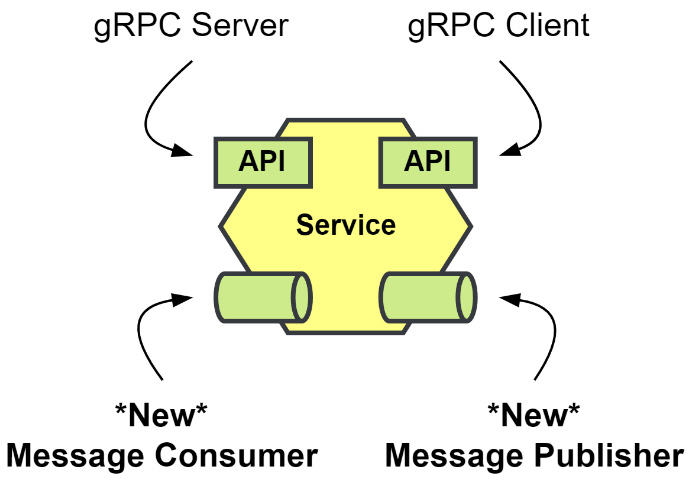 gRPC Server
gRPC Client
API
API
Service
*New*
Message Consumer
*New*
Message Publisher